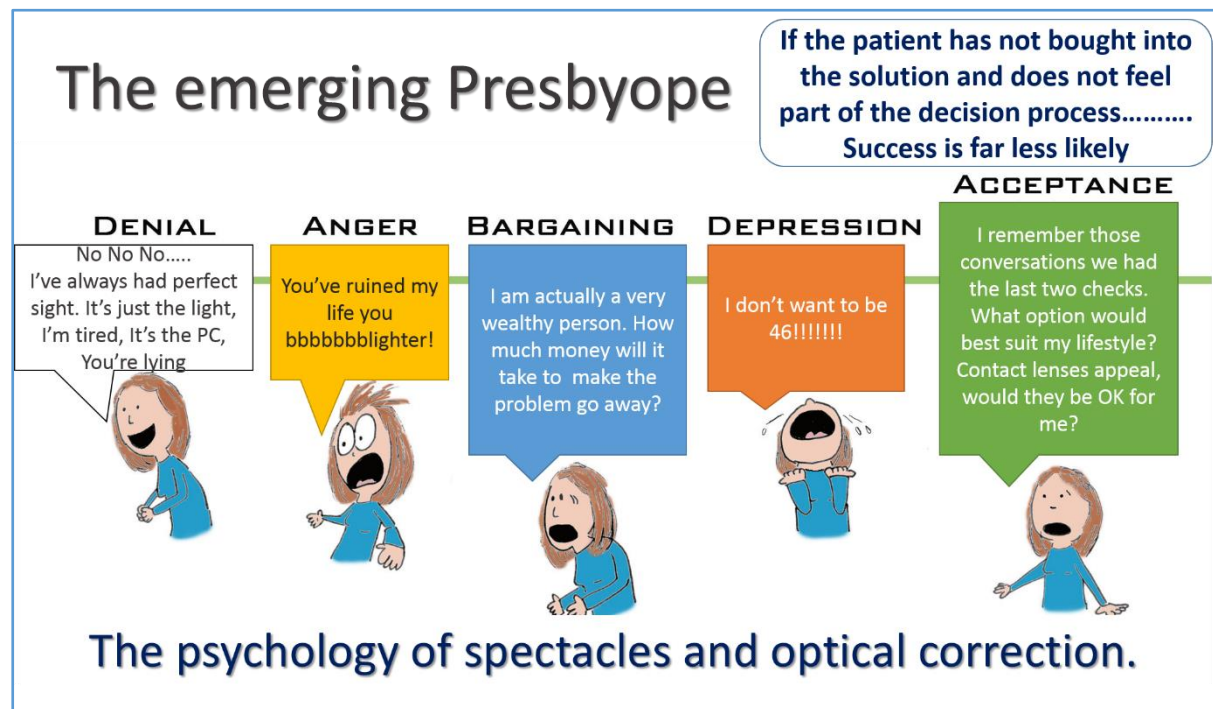 The emerging Presbyope
If the patient has not bought into
the solution and does not feel
part of the decision process……….
Success is far less likely
DENIAL
No No No…..
I’ve always had perfect
sight. It’s just the light,
I’m tired, It’s the PC,
You’re lying
ANGER
You’ve ruined my
life you
bbbbbbblighter!
BARGAINING
I am actually a very
wealthy person. How
much money will it
take to make the
problem go away?
DEPRESSION
I don’t want to be
46!!!!!!!
ACCEPTANCE
I remember those
conversations we had
the last two checks.
What option would
best suit my lifestyle?
Contact lenses appeal,
would they be OK for
me?
The psychology of spectacles and optical correction.